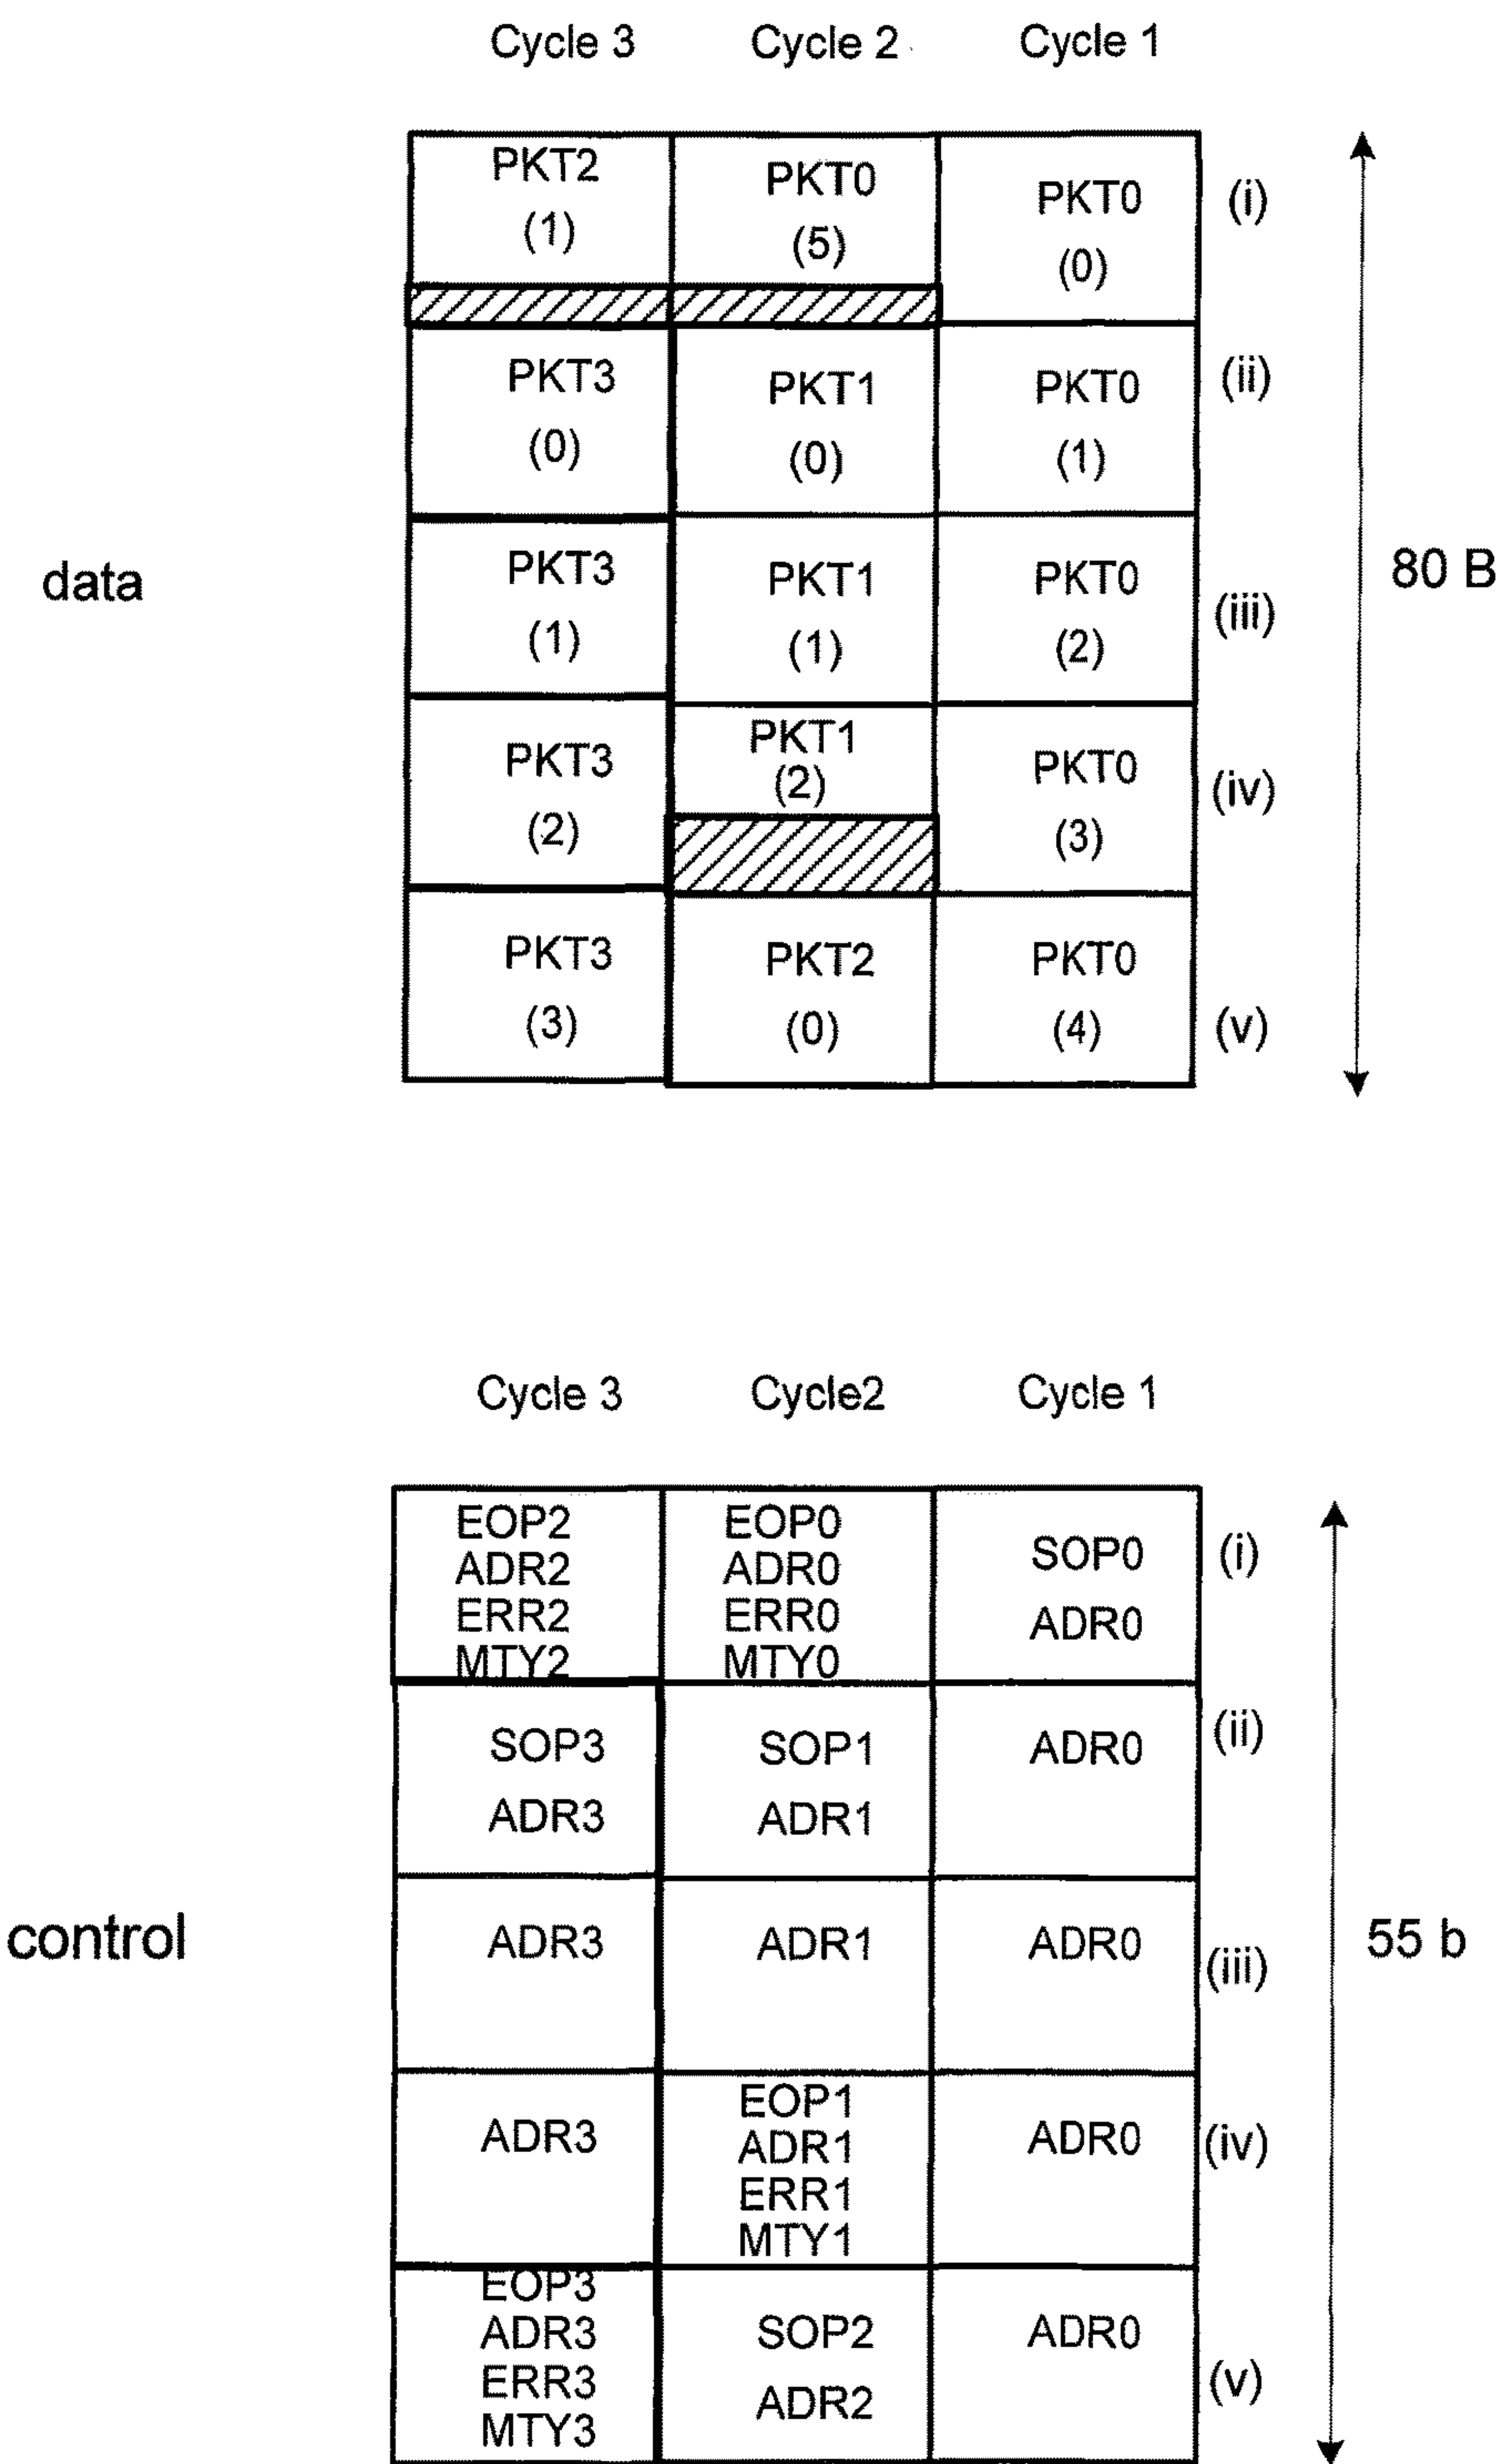 Cycle 3 Cycle 2 Cycle 1
PKT2 PKT0 PKT0 (i)
(1) (5) (0)
PKT3 PKT1 PKT0 (ii)
(0) (0) (1)
data 80 B
PKT3 PKT1 PKT0 (iii)
(1) (1) (2)
PKT3 PKT1 PKT0 (iv)
(2) (2) (3)
PKT3 PKT2 PKT0
(3) (0) (4) (v)
Cycle 3 Cycle2 Cycle 1
EOP2 EOP0 SOP0 (i)
ADR2 ADR0 ADR0
ERR2 ERR0
MTY2 MTY0
SOP3 SOP1 ADR0 (ii)
ADR3 ADR1
control 55 b
ADR3 ADR1 ADR0 (iii)
ADR3 EOP1 ADR0 (iv)
ADR1
ERR1
MTY1
EOP3 SOP2 ADR0
ADR3 ADR2 (v)
ERR3
MTY3